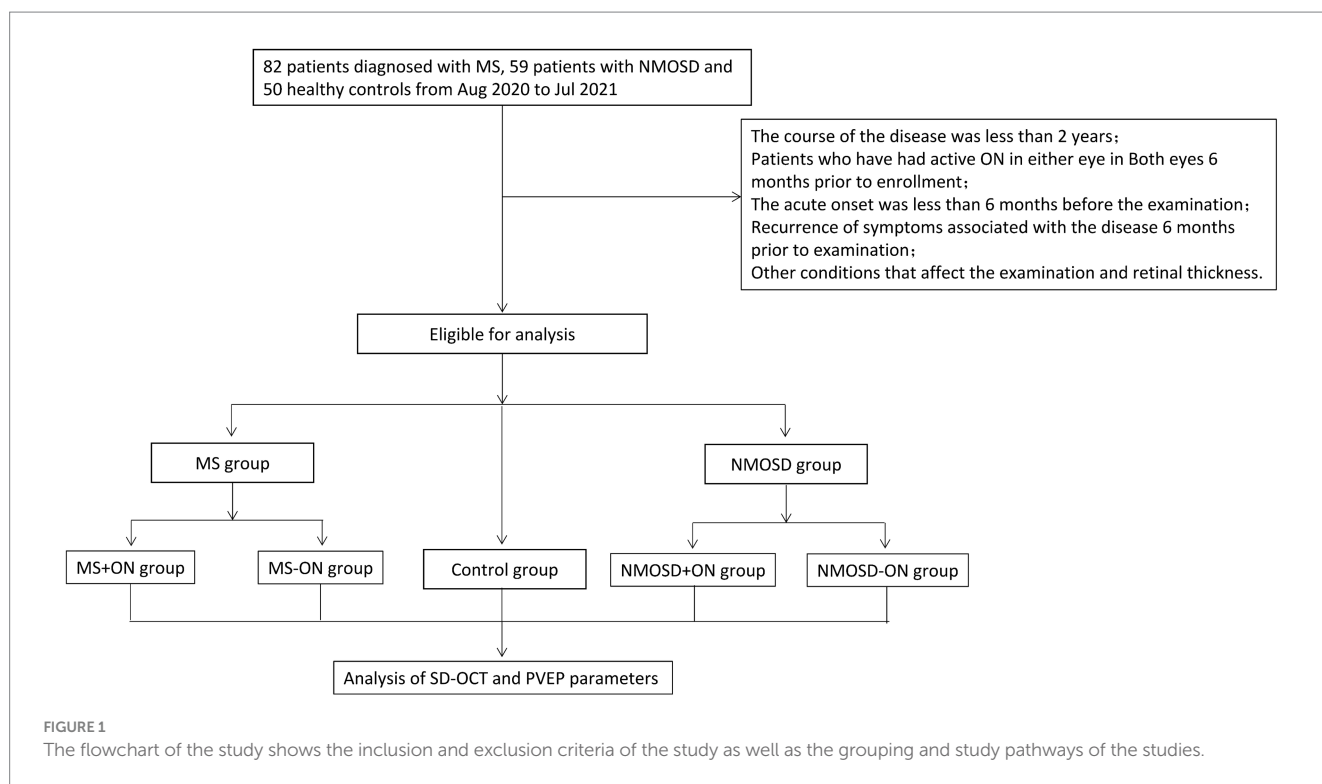 82 patients diagnosed with MS, 59 patients with NMOSD and
50 healthy controls from Aug 2020 to Jul 2021
The course of the disease was less than 2 years；
Patients who have had active ON in either eye in Both eyes 6
months prior to enrollment；
The acute onset was less than 6 months before the examination；
Recurrence of symptoms associated with the disease 6 months
prior to examination；
Other conditions that affect the examination and retinal thickness.
Eligible for analysis
MS group
NMOSD group
MS+ON group
MS-ON group
Control group
NMOSD+ON group
NMOSD-ON group
Analysis of SD-OCT and PVEP parameters
FIGURE 1
The flowchart of the study shows the inclusion and exclusion criteria of the study as well as the grouping and study pathways of the studies.